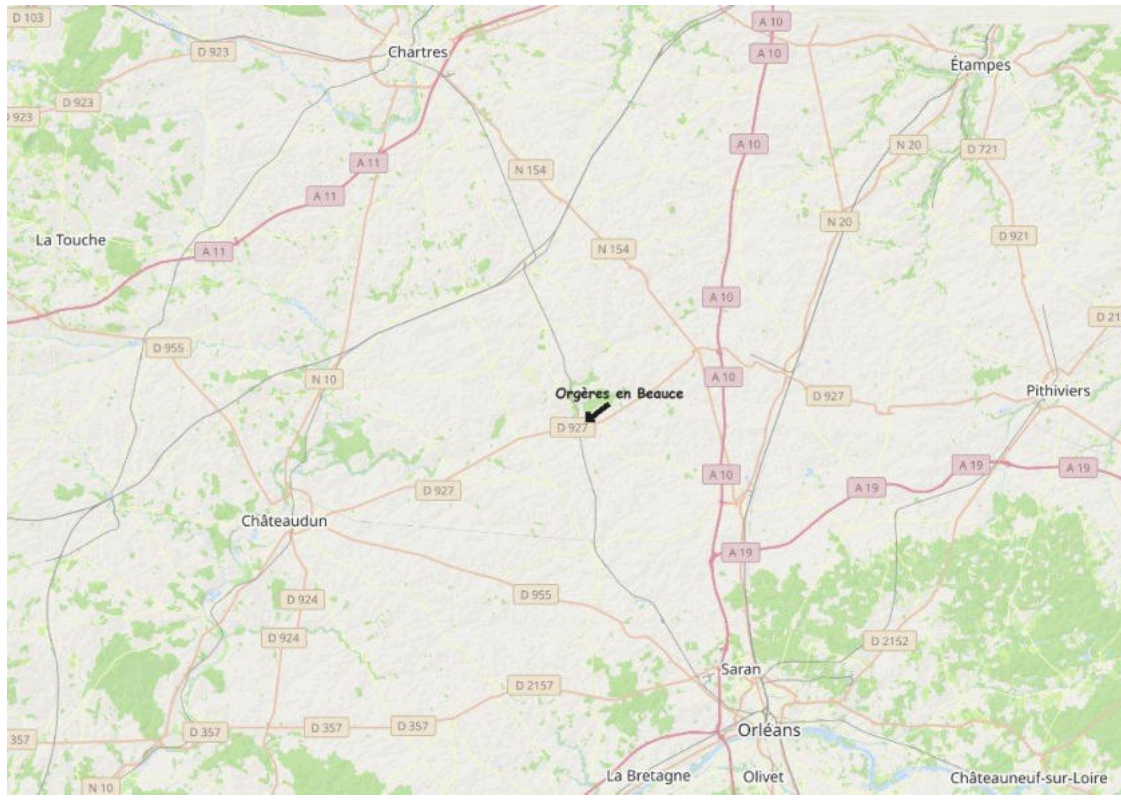 D 103
A 10
D 923
Chartres
A 10
Étampes
D 923
923
A 10
N 20
D 721
A 11
N 154
A 11
N 20
La Touche
D 921
A 11
N 154
A 10
D 21
D 955
N 10
A 10
Pithiviers
Orgères en Beauce
D 927
D 927
A 19
A 19
A 10
A 19
D 927
Châteaudun
A 19
D 955
D 924
D 924
D 2152
Saran
D 2157
D 357
D 357
D 357
357
Orléans
La Bretagne
Olivet
Châteauneuf-sur-Loire
N 10